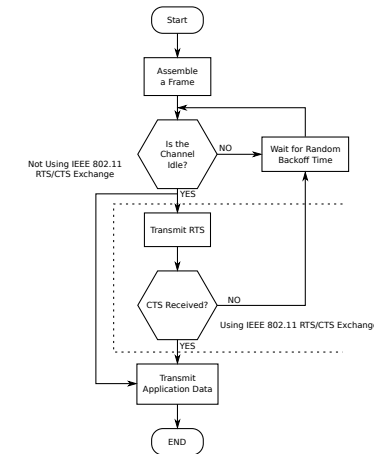 Start
Assemble
a Frame
Is the
Channel
Idle?
NO
Wait for Random
Backoff Time
Not Using IEEE 802.11
RTS/CTS Exchange
YES
Transmit RTS
CTS Received?
NO
Using IEEE 802.11 RTS/CTS Exchange
YES
Transmit
Application Data
END